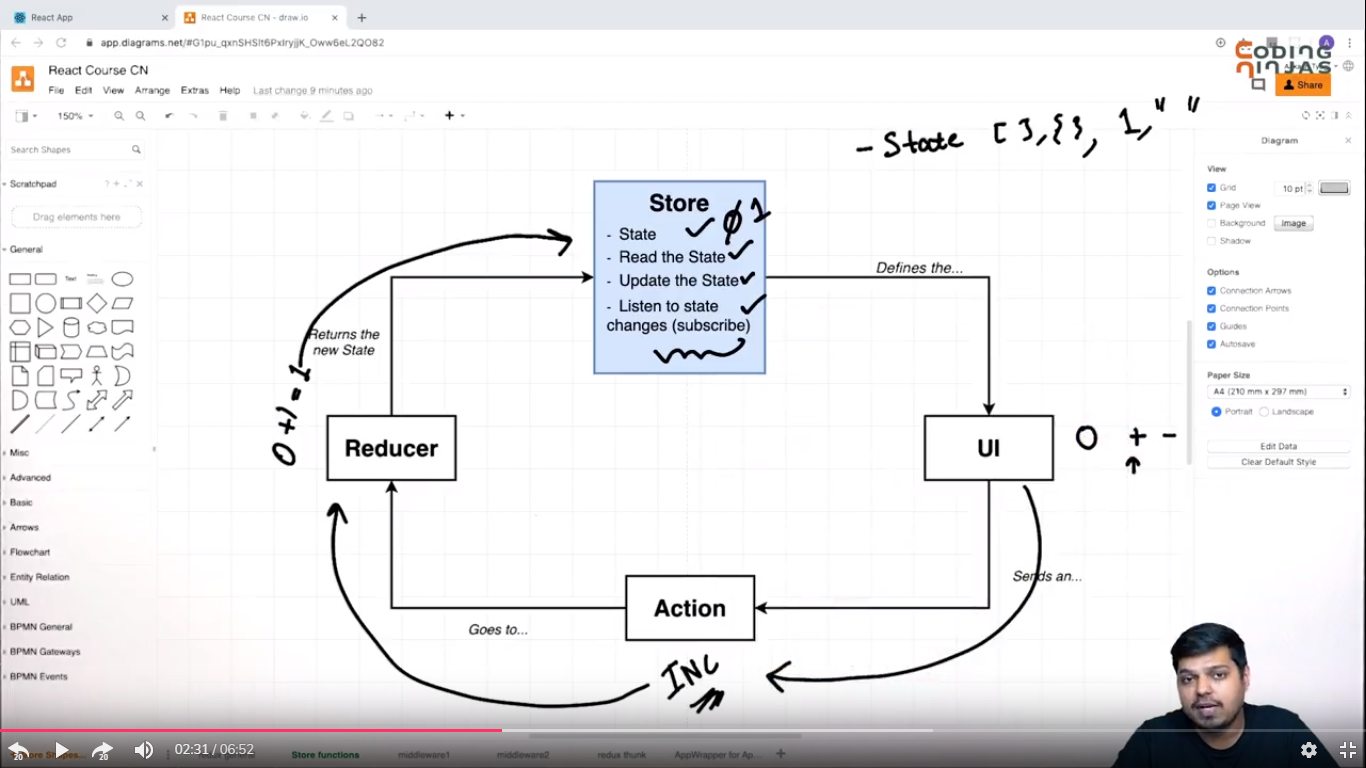 React App
React Course CN - draw.io
app.diagrams.net/#G1pu_qxnSHSIt6PxIryjjK_Oww6eL2QO82
A
CODING NINJAS
React Course CN
Share
File Edit View Arrange Extras Help Last change 9 minutes ago
150%
- State [ ], { }, 1, " "
Search Shapes
Diagram
Scratchpad
Drag elements here
General
Text
Misc
Advanced
Basic
Arrows
Flowchart
Entity Relation
UML
BPMN General
BPMN Gateways
BPMN Events
Store
- State 0 1
- Read the State
- Update the State
- Listen to state
changes (subscribe)
Defines the...
Returns the
new State
0 +1 = 1
Reducer
UI
0 + -
Sends an...
Action
Goes to...
INC
View
Grid 10 pt
Page View
Background Image
Shadow
Options
Connection Arrows
Connection Points
Guides
Autosave
Paper Size
A4 (210 mm x 297 mm)
Portrait Landscape
Edit Data
Clear Default Style
20 20 02:31 / 06:52
Store functions middleware1 middleware2 redux thunk AppWrapper for Ap...